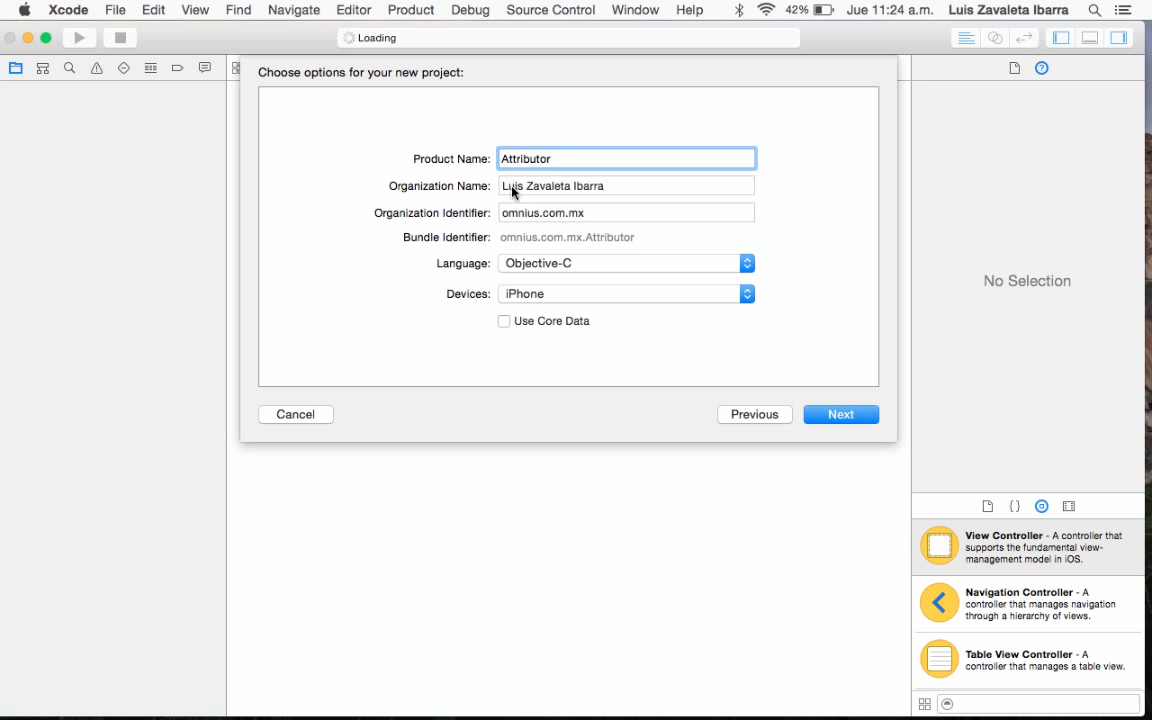 Xcode File Edit View Find Navigate Editor Product Debug Source Control Window Help 42% Jue 11:24 a.m. Luis Zavaleta Ibarra
Loading
Choose options for your new project:
Product Name: Attributor
Organization Name: Luis Zavaleta Ibarra
Organization Identifier: omnius.com.mx
Bundle Identifier: omnius.com.mx.Attributor
Language: Objective-C
Devices: iPhone
Use Core Data
Cancel Previous Next
No Selection
{}
View Controller - A controller that
supports the fundamental view-
management model in iOS.
Navigation Controller - A
controller that manages navigation
through a hierarchy of views.
Table View Controller - A
controller that manages a table view.